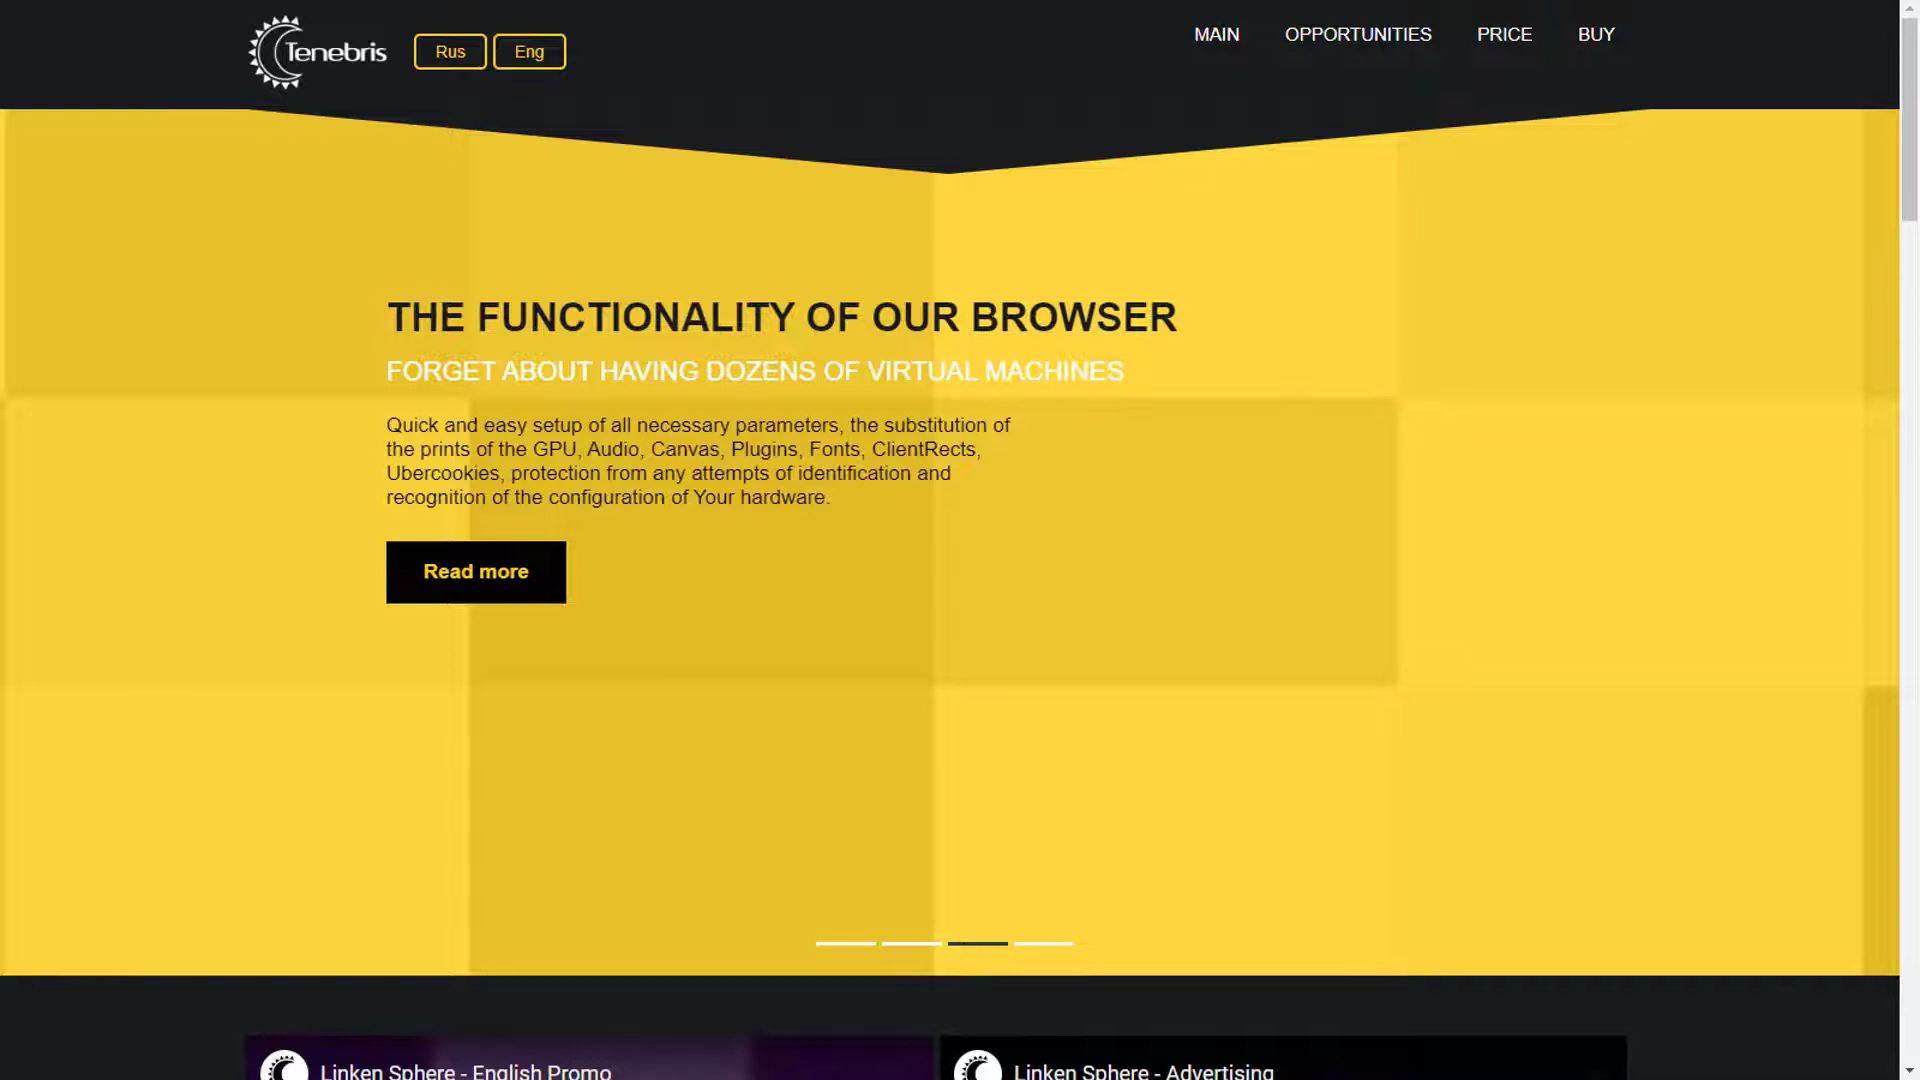 Tenebris
Rus
Eng
MAIN
OPPORTUNITIES
PRICE
BUY
THE FUNCTIONALITY OF OUR BROWSER
FORGET ABOUT HAVING DOZENS OF VIRTUAL MACHINES
Quick and easy setup of all necessary parameters, the substitution of
the prints of the GPU, Audio, Canvas, Plugins, Fonts, ClientRects,
Ubercookies, protection from any attempts of identification and
recognition of the configuration of Your hardware.
Read more
Linken Sphere - English Promo
Linken Sphere - Advertising